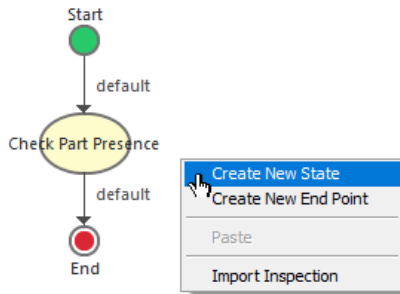 Start
default
Check Part Presence
default
End
Create New State
Create New End Point
Paste
Import Inspection